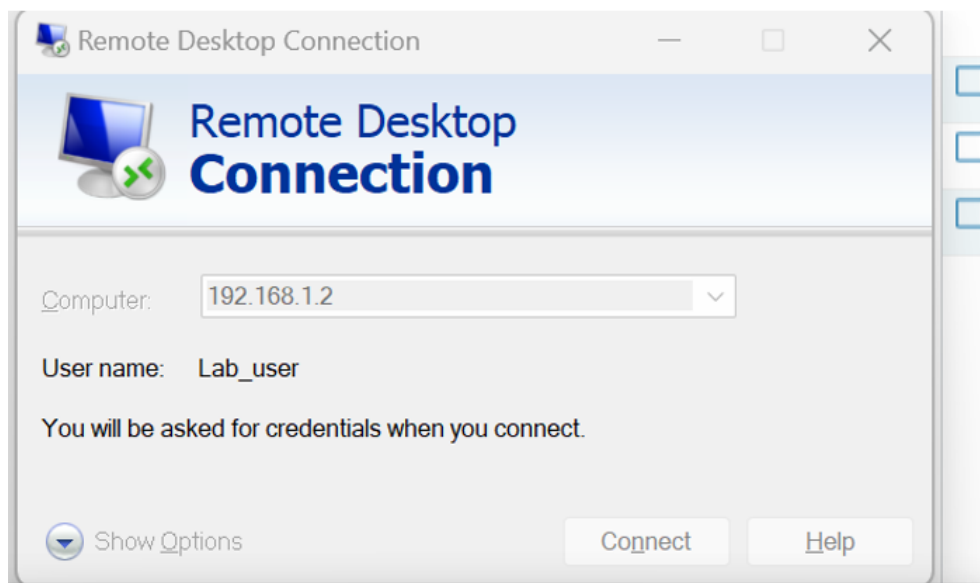 Remote Desktop Connection
Remote Desktop
Connection
Computer: 192.168.1.2
User name: Lab_user
You will be asked for credentials when you connect.
Show Options Connect Help